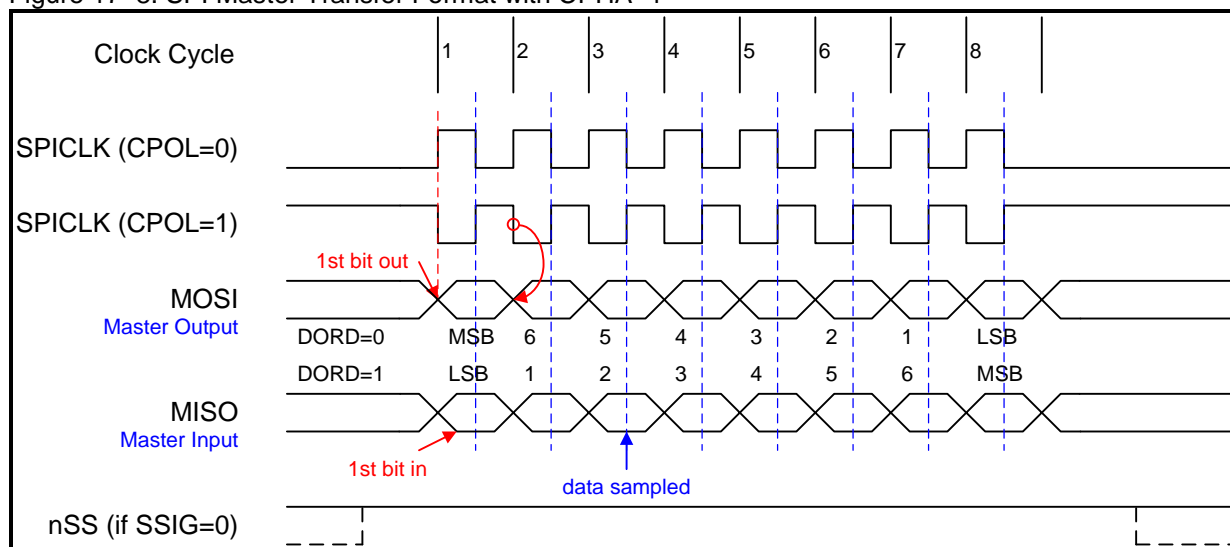 Clock Cycle 1 2 3 4 5 6 7 8
SPICLK (CPOL=0)
SPICLK (CPOL=1)
1st bit out
MOSI
Master Output
DORD=0 MSB 6 5 4 3 2 1 LSB
DORD=1 LSB 1 2 3 4 5 6 MSB
MISO
Master Input
1st bit in
data sampled
nSS (if SSIG=0)